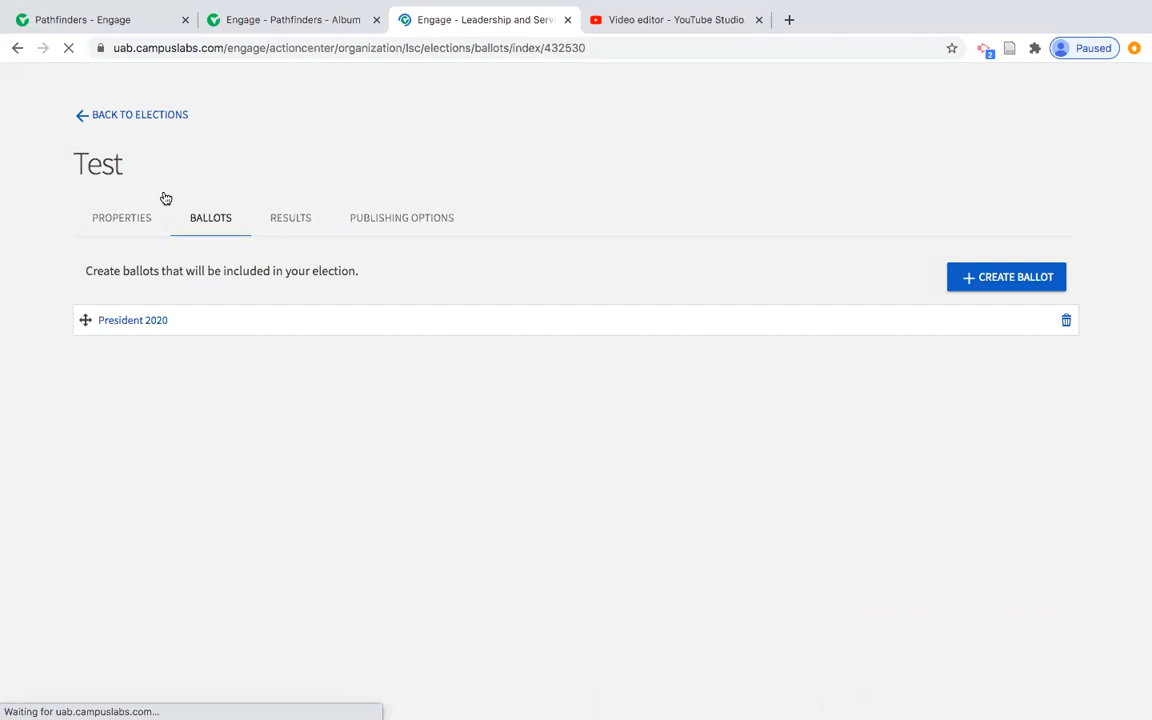 Pathfinders - Engage
Engage - Pathfinders - Album
Engage - Leadership and Serv
Video editor - YouTube Studio
uab.campuslabs.com/engage/actioncenter/organization/lsc/elections/ballots/index/432530
2
Paused
BACK TO ELECTIONS
Test
PROPERTIES
BALLOTS
RESULTS
PUBLISHING OPTIONS
Create ballots that will be included in your election.
CREATE BALLOT
President 2020
Waiting for uab.campuslabs.com...